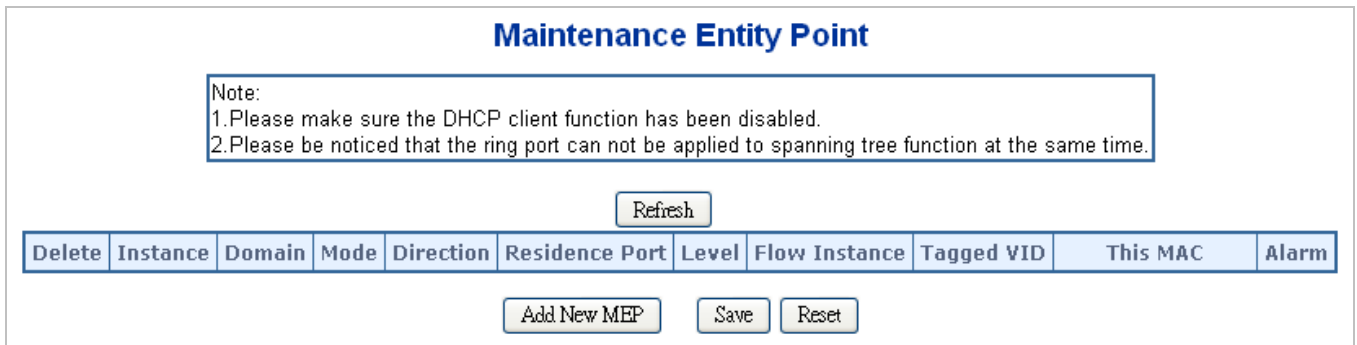 Maintenance Entity Point
Note:
1.Please make sure the DHCP client function has been disabled.
2.Please be noticed that the ring port can not be applied to spanning tree function at the same time.
Refresh
Delete Instance Domain Mode Direction Residence Port Level Flow Instance Tagged VID This MAC Alarm
Add New MEP Save Reset